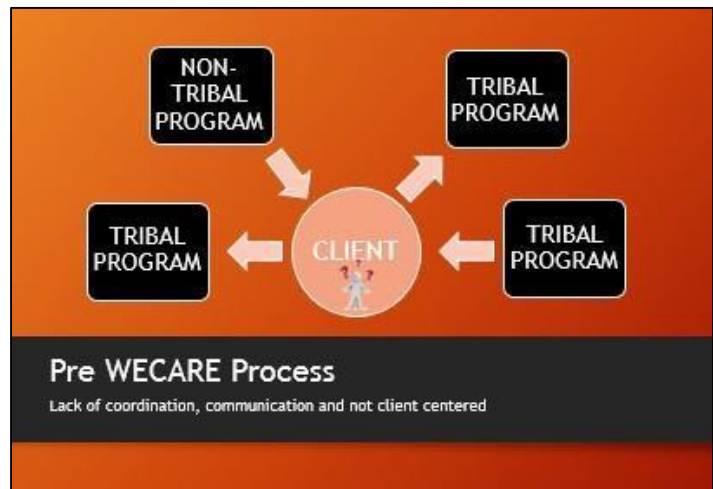 NON-
TRIBAL
PROGRAM
TRIBAL
PROGRAM
TRIBAL
PROGRAM
CLIENT
? ? ?
TRIBAL
PROGRAM
Pre WECARE Process
Lack of coordination, communication and not client centered